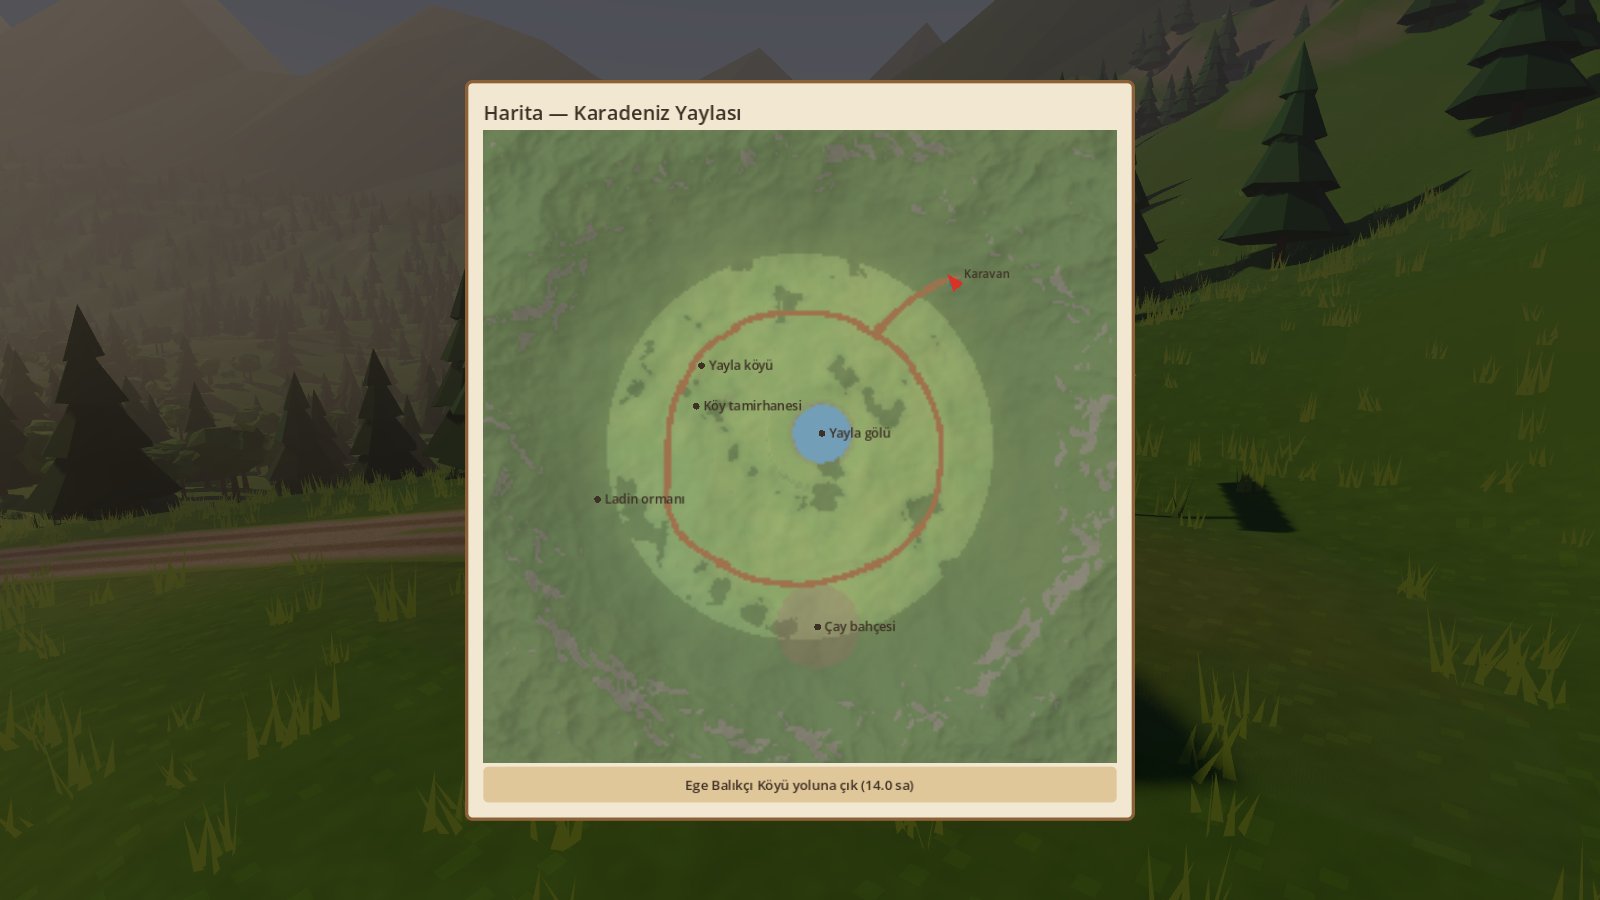 Harita — Karadeniz Yaylası
Karavan
Yayla köyü
Köy tamirhanesi
Yayla gölü
Ladin ormanı
Çay bahçesi
Ege Balıkçı Köyü yoluna çık (14.0 sa)